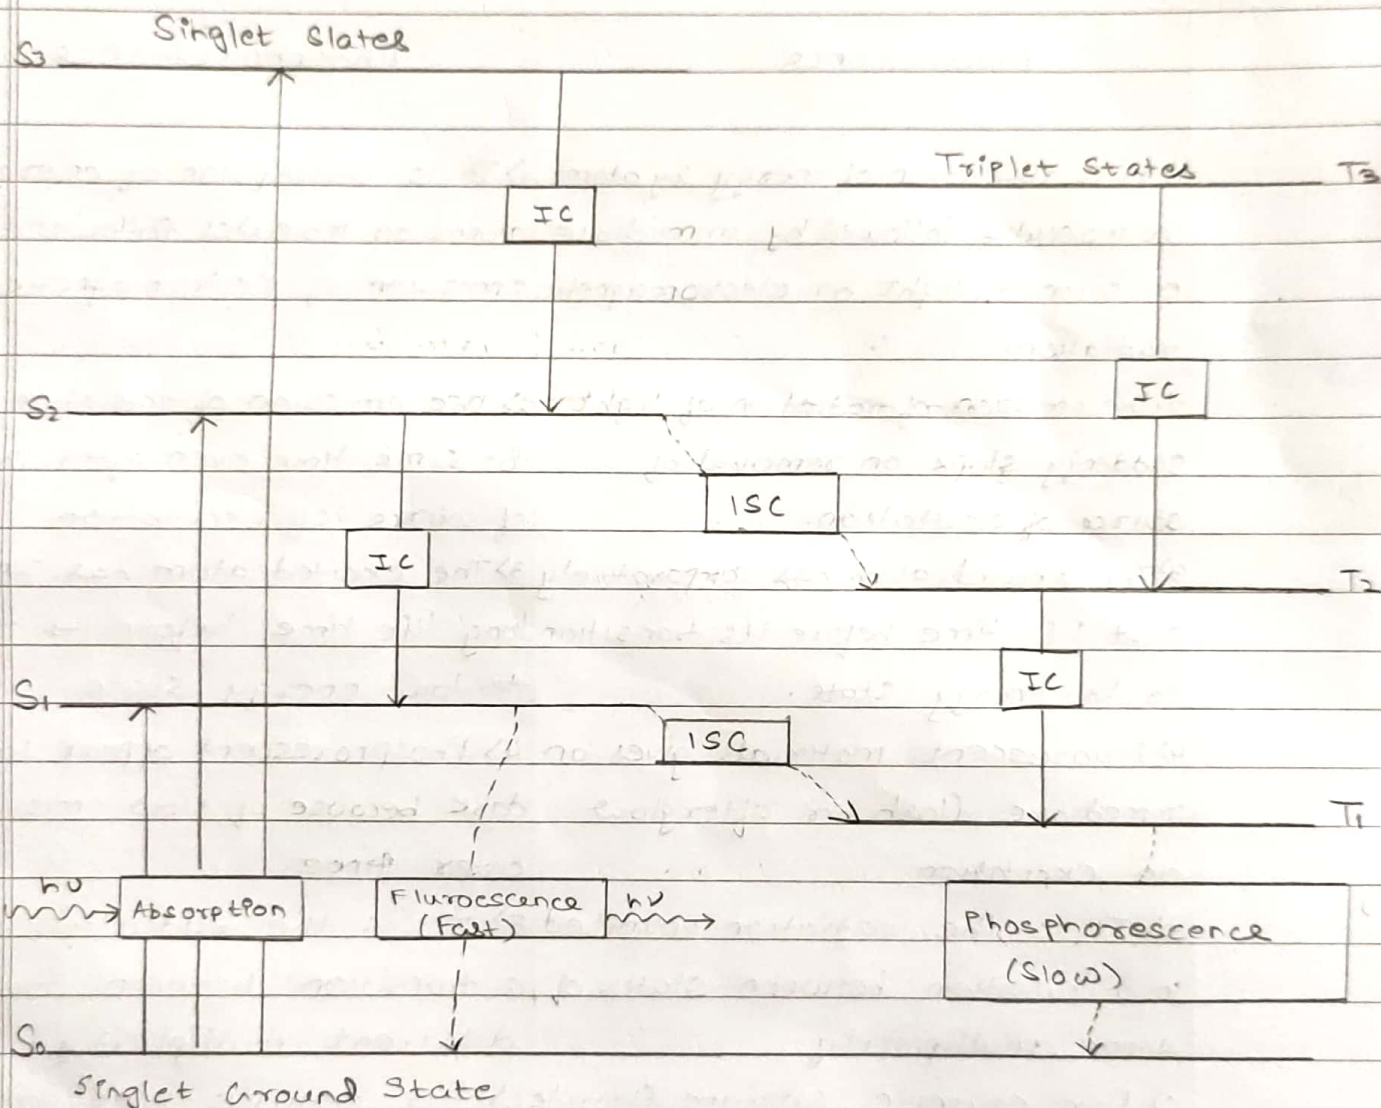 Singlet Slates
S3
Triplet States
T3
IC
IC
S2
ISC
IC
T2
IC
S1
ISC
T1
hν
Absorption
Fluroescence
(Fast)
hν
Phosphorescence
(Slow)
S0
Singlet Ground State